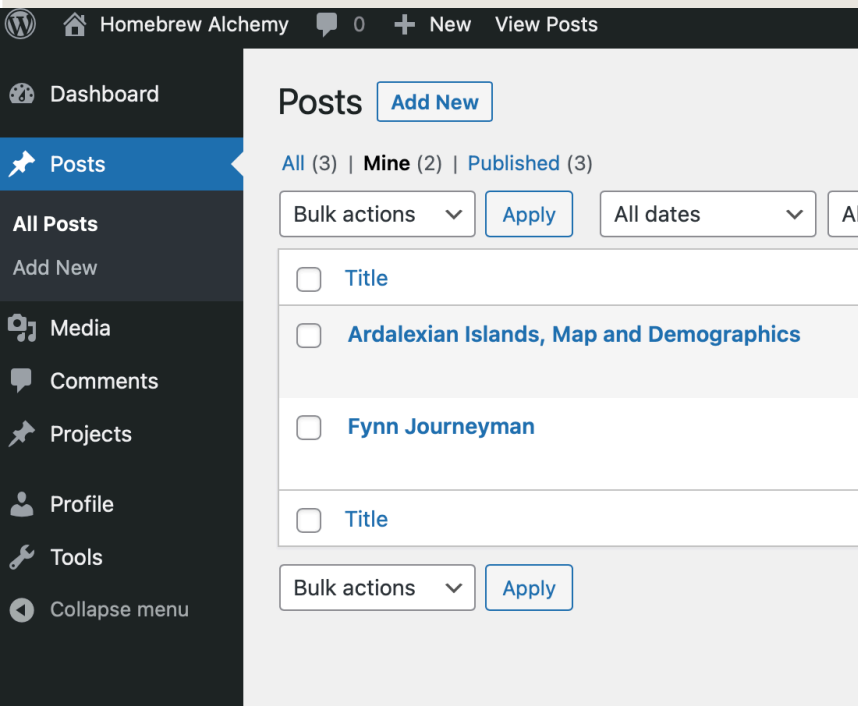 Homebrew Alchemy 0 New View Posts
Dashboard
Posts
All Posts
Add New
Media
Comments
Projects
Profile
Tools
Collapse menu
Posts Add New
All (3) | Mine (2) | Published (3)
Bulk actions Apply All dates
Title
Ardalexian Islands, Map and Demographics
Fynn Journeyman
Title
Bulk actions Apply